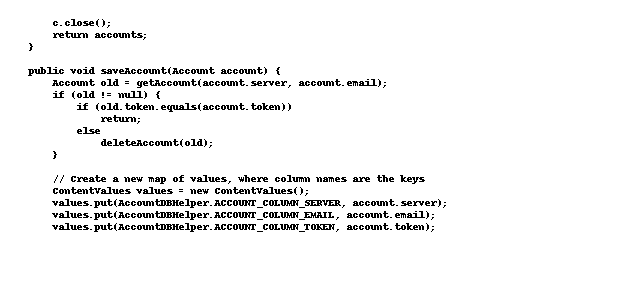 c.close();
return accounts;
}
public void saveAccount(Account account) {
Account old = getAccount(account.server, account.email);
if (old != null) {
if (old.token.equals(account.token))
return;
else
deleteAccount(old);
}
// Create a new map of values, where column names are the keys
ContentValues values = new ContentValues();
values.put(AccountDBHelper.ACCOUNT_COLUMN_SERVER, account.server);
values.put(AccountDBHelper.ACCOUNT_COLUMN_EMAIL, account.email);
values.put(AccountDBHelper.ACCOUNT_COLUMN_TOKEN, account.token);